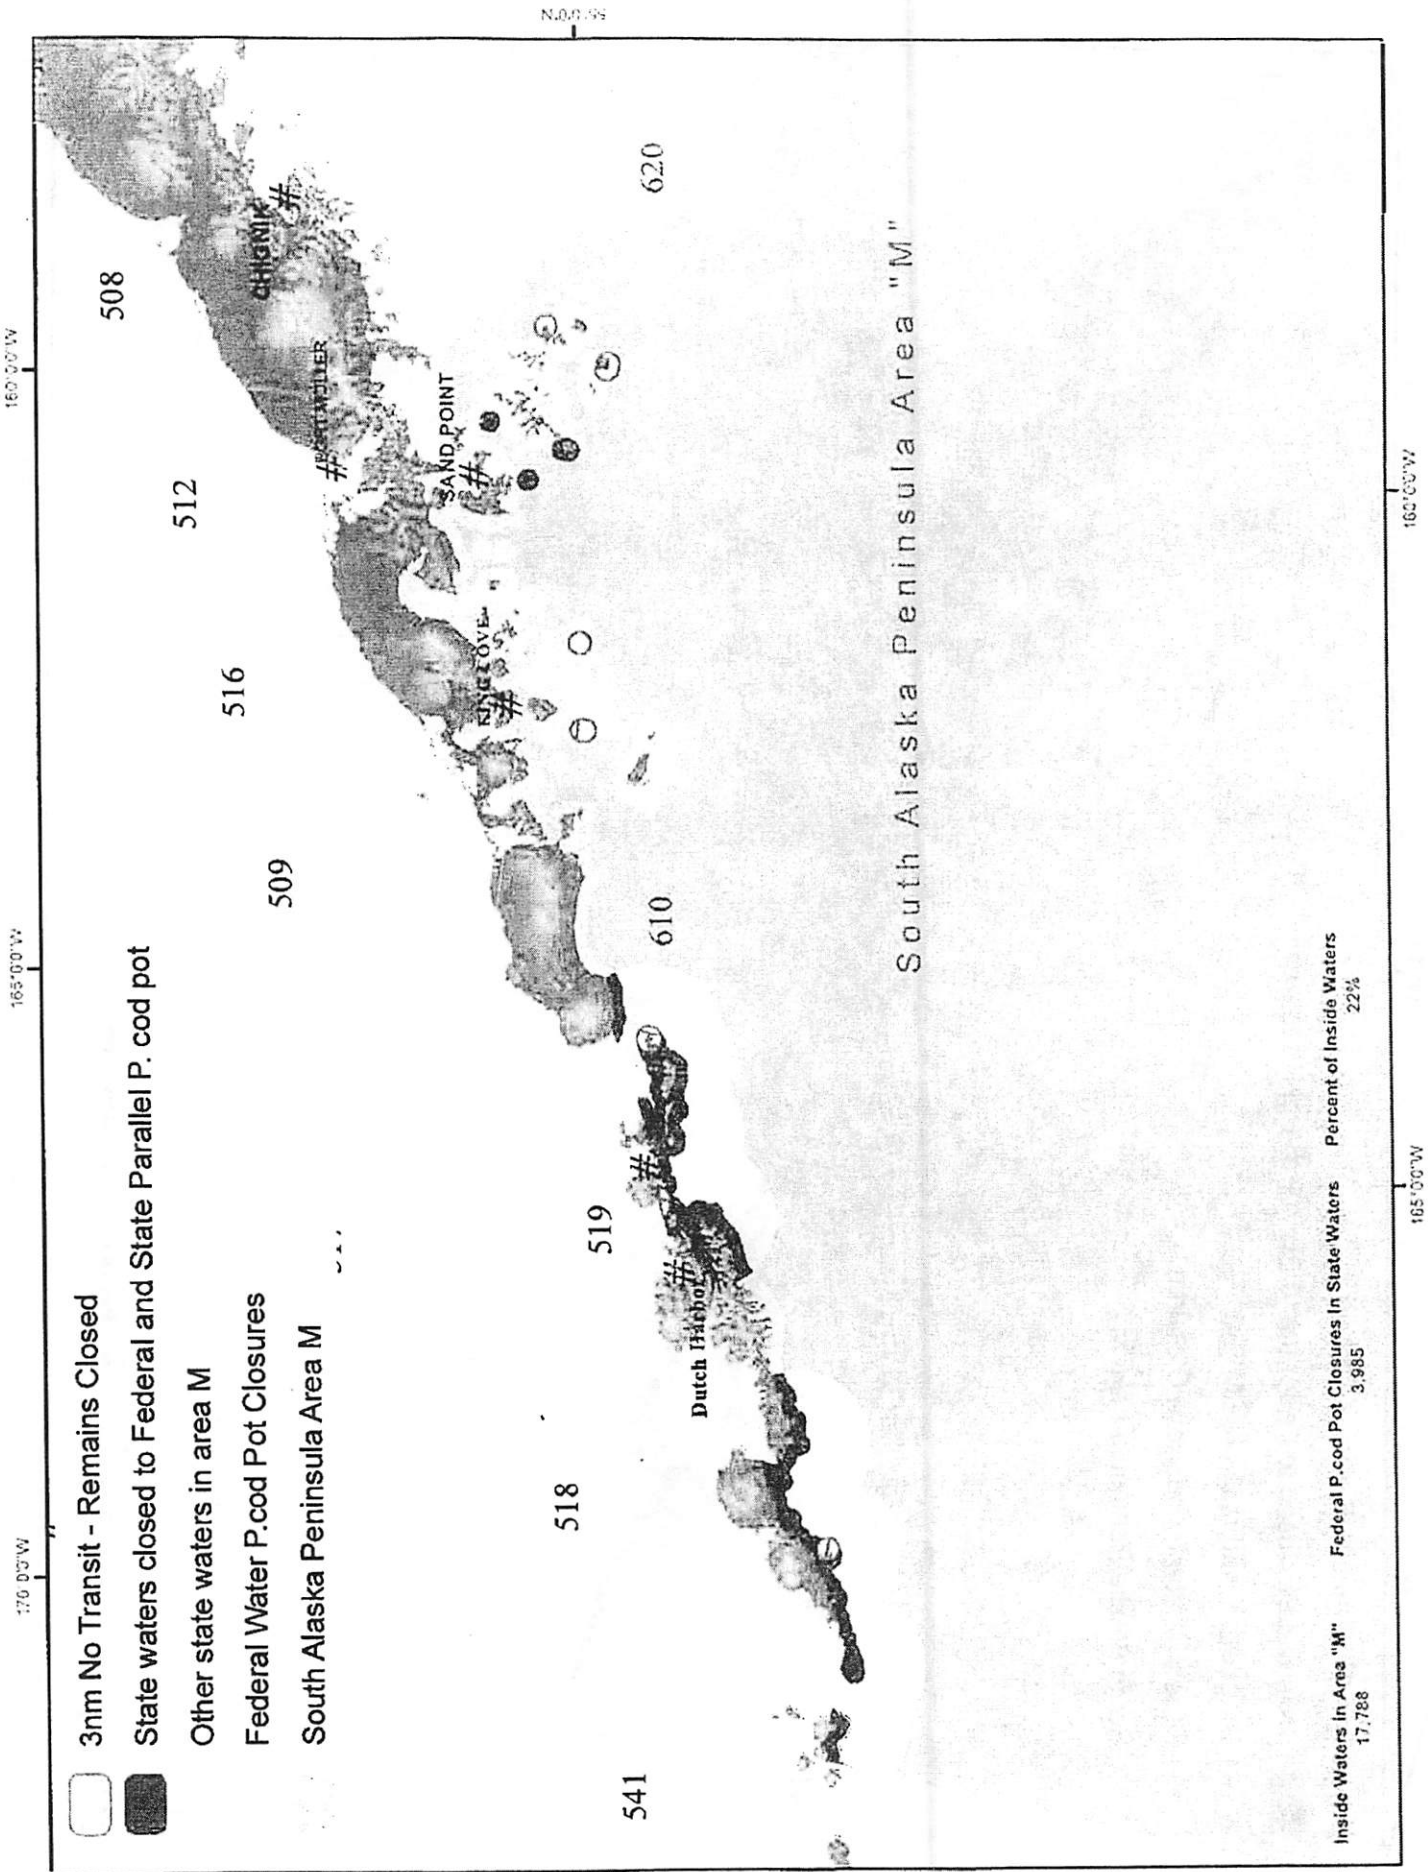 3nm No Transit - Remains Closed
State waters closed to Federal and State Parallel P. cod pot
Other state waters in area M
Federal Water P.cod Pot Closures
South Alaska Peninsula Area M
170°0'0"W
165°0'0"W
160°0'0"W
55°0'0"N
541
518
519
509
516
512
508
610
620
Dutch Harbor
KING COVE
SAND POINT
PORT MOLLER
CHIGNIK
South Alaska Peninsula Area "M"
Inside Waters in Area "M"
17,788
Federal P.cod Pot Closures In State Waters
3,985
Percent of Inside Waters
22%
165°0'0"W
160°0'0"W